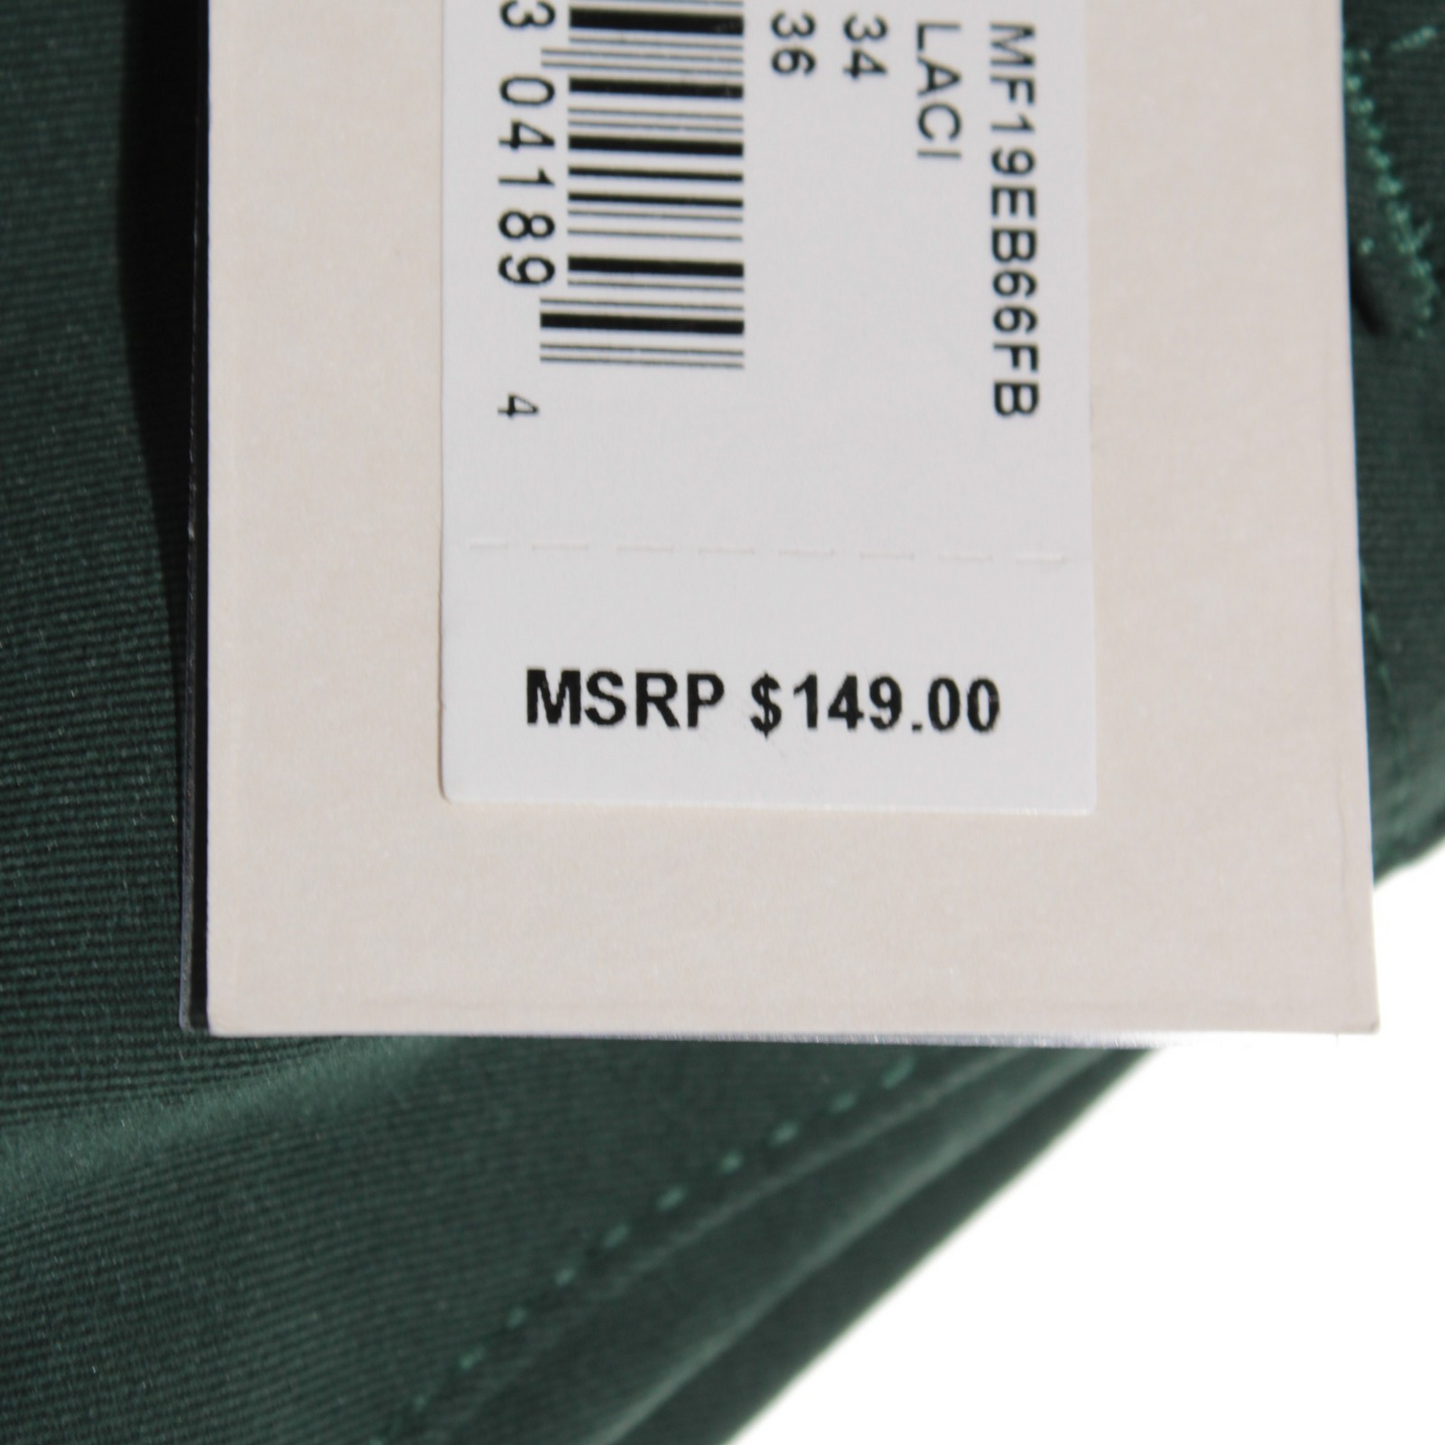 MF19EB66FB
LACI
34
36
3 04189 4
MSRP $149.00